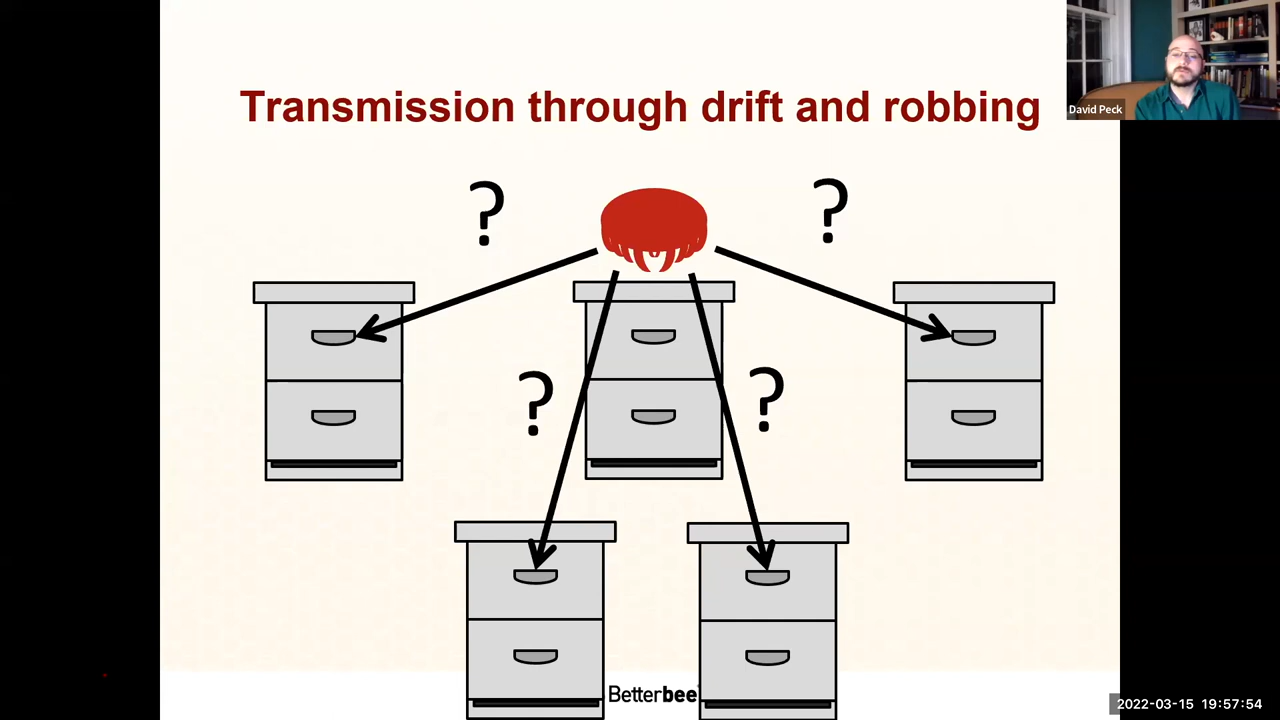 David Peck
Transmission through drift and robbing
? ?
? ?
Betterbee
2022-03-15 19:57:54